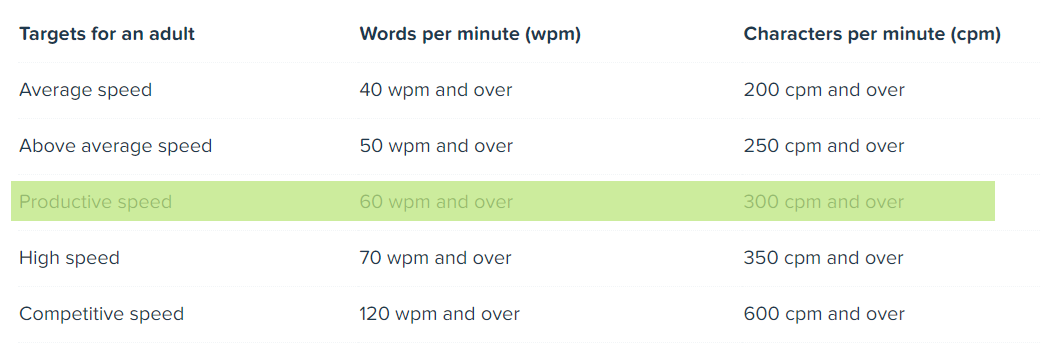 Targets for an adult Words per minute (wpm) Characters per minute (cpm)
Average speed 40 wpm and over 200 cpm and over
Above average speed 50 wpm and over 250 cpm and over
Productive speed 60 wpm and over 300 cpm and over
High speed 70 wpm and over 350 cpm and over
Competitive speed 120 wpm and over 600 cpm and over